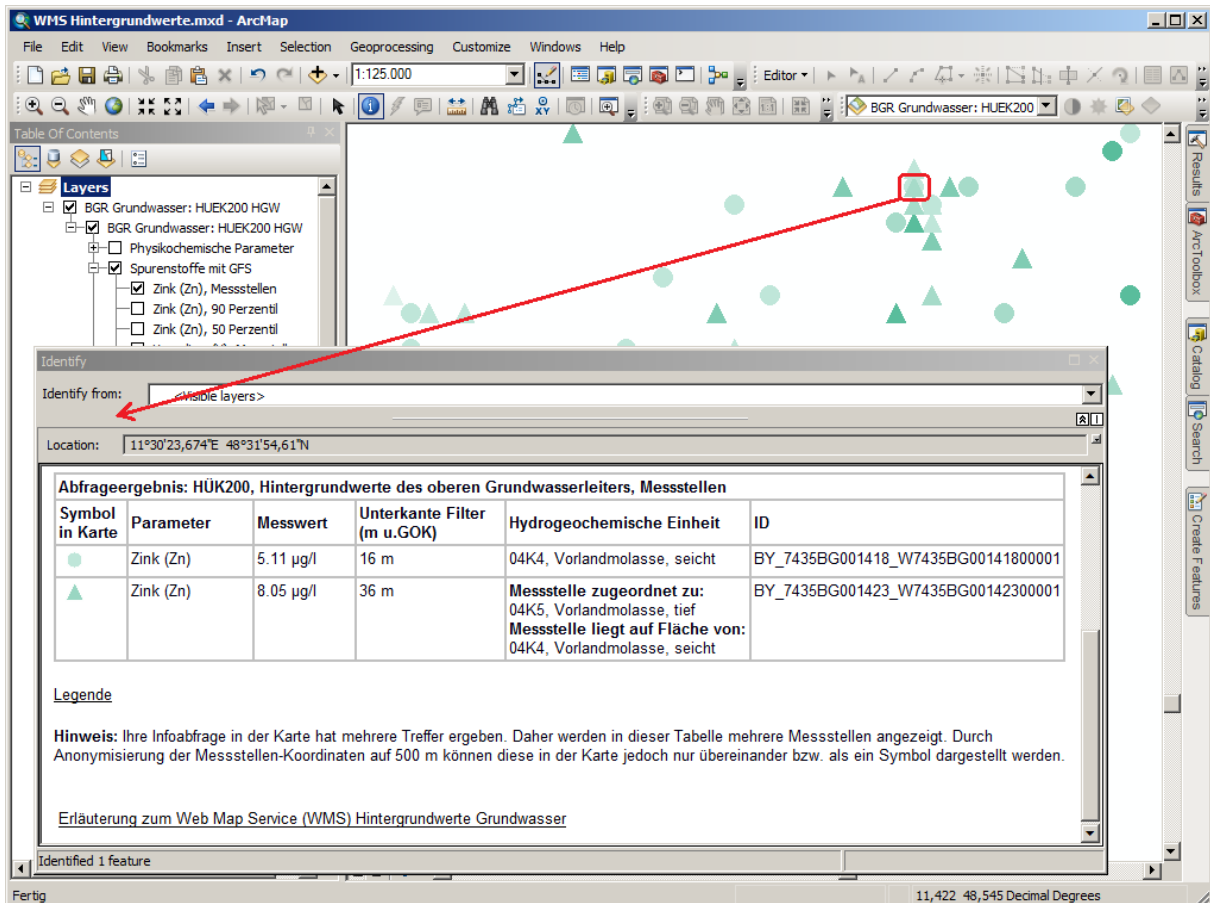 WMS Hintergrundwerte.mxd - ArcMap
File Edit View Bookmarks Insert Selection Geoprocessing Customize Windows Help
1:125.000
Editor
BGR Grundwasser: HUEK200
Table Of Contents
Layers
BGR Grundwasser: HUEK200 HGW
BGR Grundwasser: HUEK200 HGW
Physikochemische Parameter
Spurenstoffe mit GFS
Zink (Zn), Messstellen
Zink (Zn), 90 Perzentil
Zink (Zn), 50 Perzentil
Results
ArcToolbox
Catalog
Search
Create Features
Identify
Identify from: <Visible layers>
Location: 11°30'23,674"E 48°31'54,61"N
Abfrageergebnis: HÜK200, Hintergrundwerte des oberen Grundwasserleiters, Messstellen
Symbol in Karte Parameter Messwert Unterkante Filter (m u.GOK) Hydrogeochemische Einheit ID
Zink (Zn) 5.11 µg/l 16 m 04K4, Vorlandmolasse, seicht BY_7435BG001418_W7435BG00141800001
Zink (Zn) 8.05 µg/l 36 m Messstelle zugeordnet zu: BY_7435BG001423_W7435BG00142300001
04K5, Vorlandmolasse, tief
Messstelle liegt auf Fläche von:
04K4, Vorlandmolasse, seicht
Legende
Hinweis: Ihre Infoabfrage in der Karte hat mehrere Treffer ergeben. Daher werden in dieser Tabelle mehrere Messstellen angezeigt. Durch
Anonymisierung der Messstellen-Koordinaten auf 500 m können diese in der Karte jedoch nur übereinander bzw. als ein Symbol dargestellt werden.
Erläuterung zum Web Map Service (WMS) Hintergrundwerte Grundwasser
Identified 1 feature
Fertig
11,422 48,545 Decimal Degrees